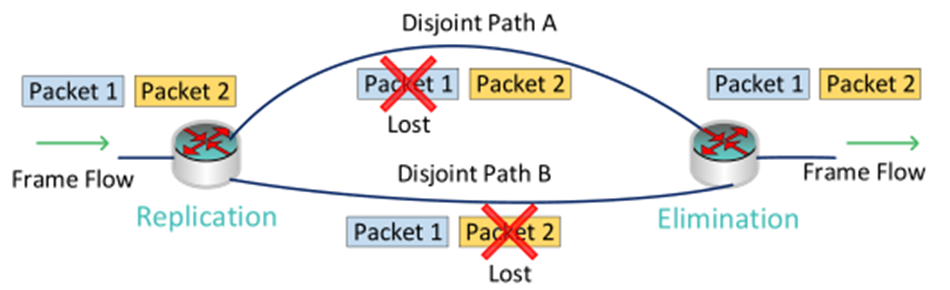 Disjoint Path A
Packet 1 Packet 2
Packet 1 Packet 2
Packet 1 Packet 2
Lost
Frame Flow
Frame Flow
Disjoint Path B
Replication
Elimination
Packet 1 Packet 2
Lost